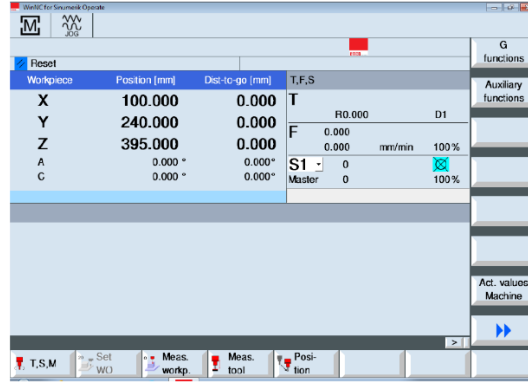 WinNC for Sinumerik Operate
M
JOG
G
functions
Reset
Auxiliary
functions
Workpiece Position [mm] Dist-to-go [mm] T,F,S
X 100.000 0.000 T
R0.000 D1
Y 240.000 0.000
F 0.000
Z 395.000 0.000
0.000 mm/min 100%
A 0.000 ° 0.000° S1 0
C 0.000 ° 0.000° Master 0 100%
Act. values
Machine
>
T,S,M
Set
WO
Meas.
workp.
Meas.
tool
Posi-
tion